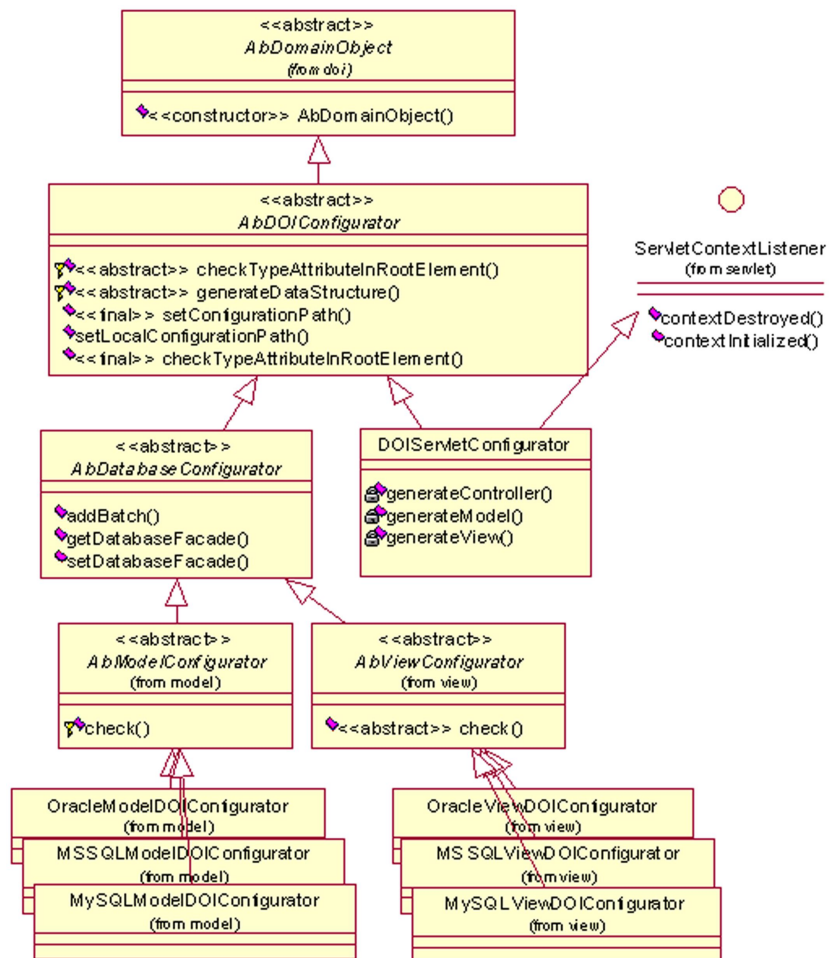 <<abstract>>
AbDomainObject
(from doi)
<<constructor>> AbDomainObject()
<<abstract>>
AbDOIConfigurator
<<abstract>> checkTypeAttributeInRootElement()
<<abstract>> generateDataStructure()
<<final>> setConfigurationPath()
setLocalConfigurationPath()
<<final>> checkTypeAttributeInRootElement()
ServletContextListener
(from servlet)
contextDestroyed()
contextInitialized()
<<abstract>>
AbDatabaseConfigurator
addBatch()
getDatabaseFacade()
setDatabaseFacade()
DOIServletConfigurator
generateController()
generateModel()
generateView()
<<abstract>>
AbModelConfigurator
(from model)
check()
<<abstract>>
AbViewConfigurator
(from view)
<<abstract>> check()
OracleModelDOIConfigurator
(from model)
MSSQLModelDOIConfigurator
(from model)
MySQLModelDOIConfigurator
(from model)
OracleViewDOIConfigurator
(from view)
MSSQLViewDOIConfigurator
(from view)
MySQLViewDOIConfigurator
(from view)